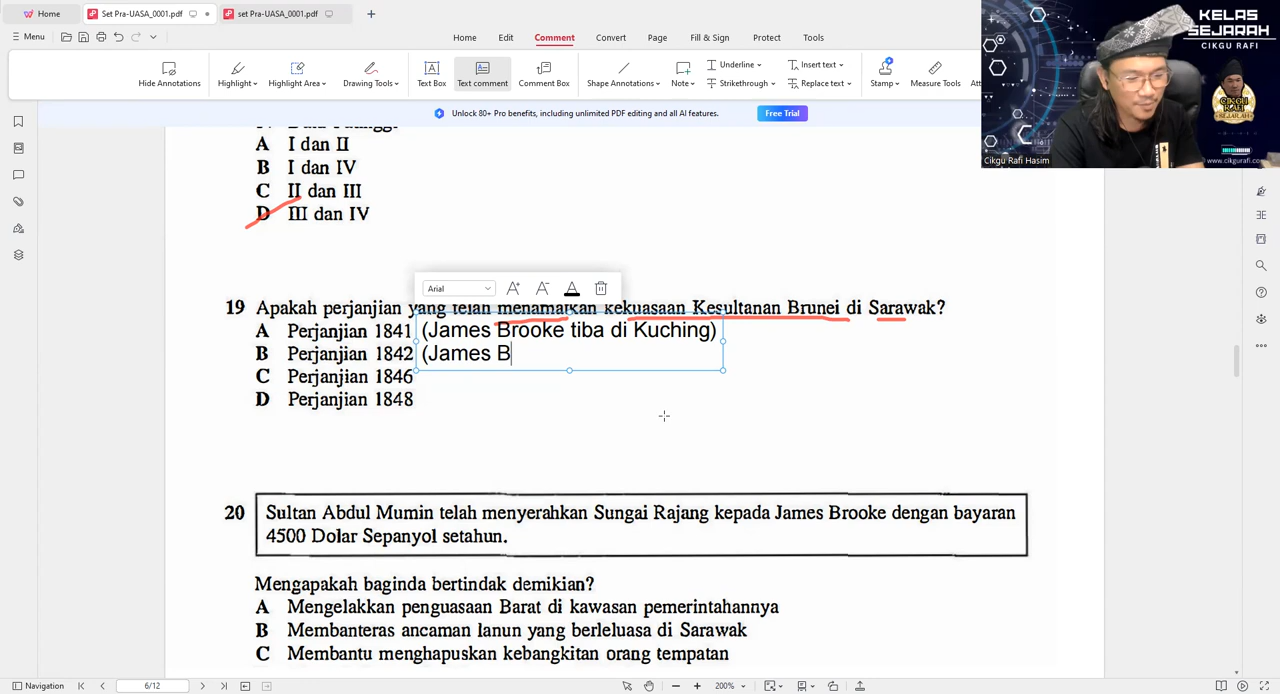 Home
Set Pra-UASA_0001.pdf
set Pra-UASA_0001.pdf
Menu
Home Edit Comment Convert Page Fill & Sign Protect Tools
Hide Annotations
Highlight
Highlight Area
Drawing Tools
Text Box
Text comment
Comment Box
Shape Annotations
Note
Underline
Strikethrough
Insert text
Replace text
Stamp
Measure Tools
Unlock 80+ Pro benefits, including unlimited PDF editing and all AI features.
Free Trial
KELAS
SEJARAH
CIKGU RAFI
CIKGU
RAFI
SEJARAH
www.cikgurafi.co
Cikgu Rafi Hasim
A I dan II
B I dan IV
C II dan III
D III dan IV
Arial
19 Apakah perjanjian yang telah menamatkan kekuasaan Kesultanan Brunei di Sarawak?
A Perjanjian 1841 (James Brooke tiba di Kuching)
B Perjanjian 1842 (James B
C Perjanjian 1846
D Perjanjian 1848
20 Sultan Abdul Mumin telah menyerahkan Sungai Rajang kepada James Brooke dengan bayaran
4500 Dolar Sepanyol setahun.
Mengapakah baginda bertindak demikian?
A Mengelakkan penguasaan Barat di kawasan pemerintahannya
B Membanteras ancaman lanun yang berleluasa di Sarawak
C Membantu menghapuskan kebangkitan orang tempatan
Navigation
6/12
200%